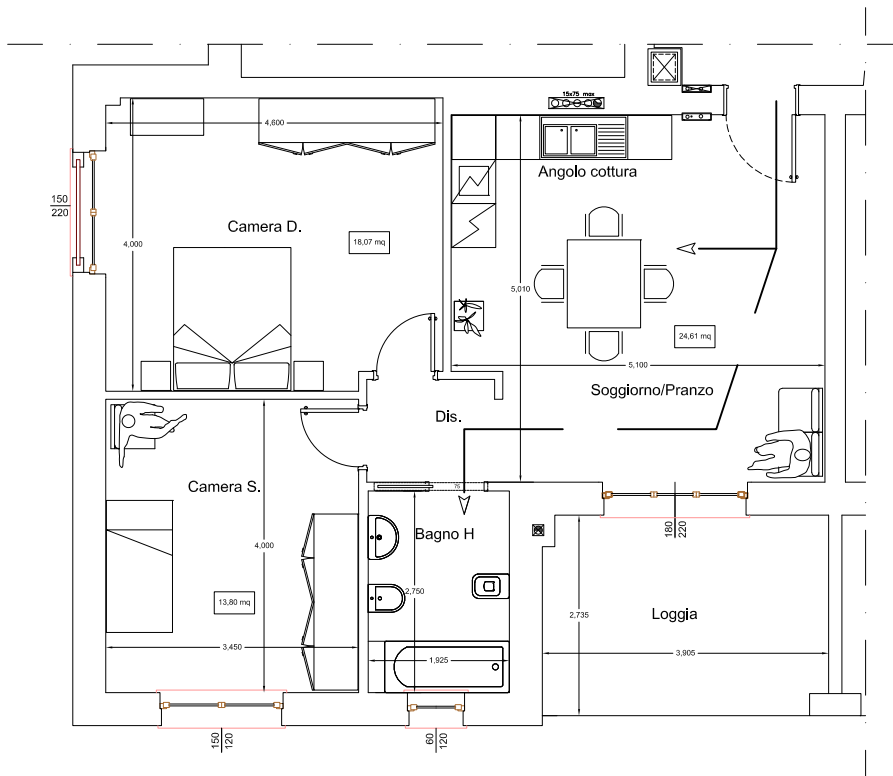 15x75 max
4,600
Angolo cottura
150
220
Camera D.
18,07 mq
4,000
5,010
24,61 mq
5,100
Soggiorno/Pranzo
Dis.
Camera S.
75
Bagno H
180
220
4,000
2,750
13,80 mq
2,735
Loggia
3,450
1,925
3,905
150
120
60
120